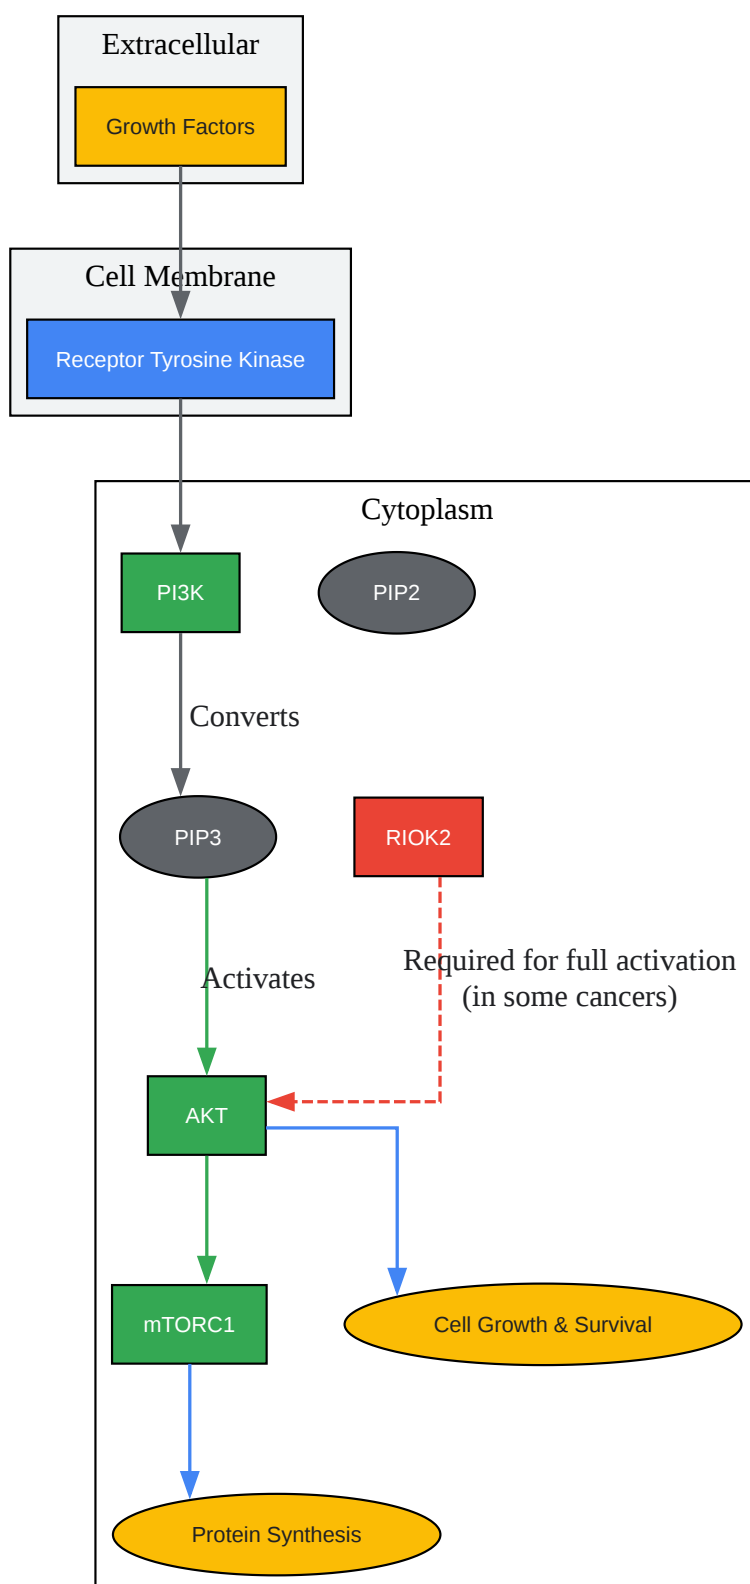 Extracellular
Growth Factors
Cell Membrane
Receptor Tyrosine Kinase
Cytoplasm
PI3K
PIP2
Converts
PIP3
RIOK2
Required for full activation
(in some cancers)
Activates
AKT
mTORC1
Cell Growth & Survival
Protein Synthesis